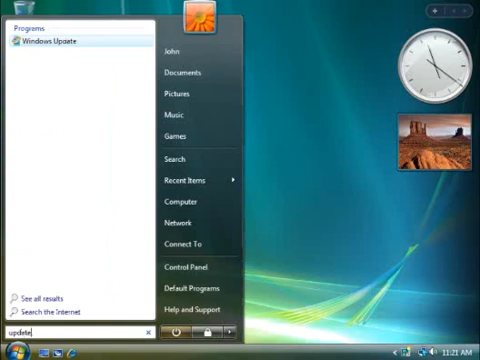 Programs
Windows Update
See all results
Search the Internet
update
John
Documents
Pictures
Music
Games
Search
Recent Items
Computer
Network
Connect To
Control Panel
Default Programs
Help and Support
11:21 AM